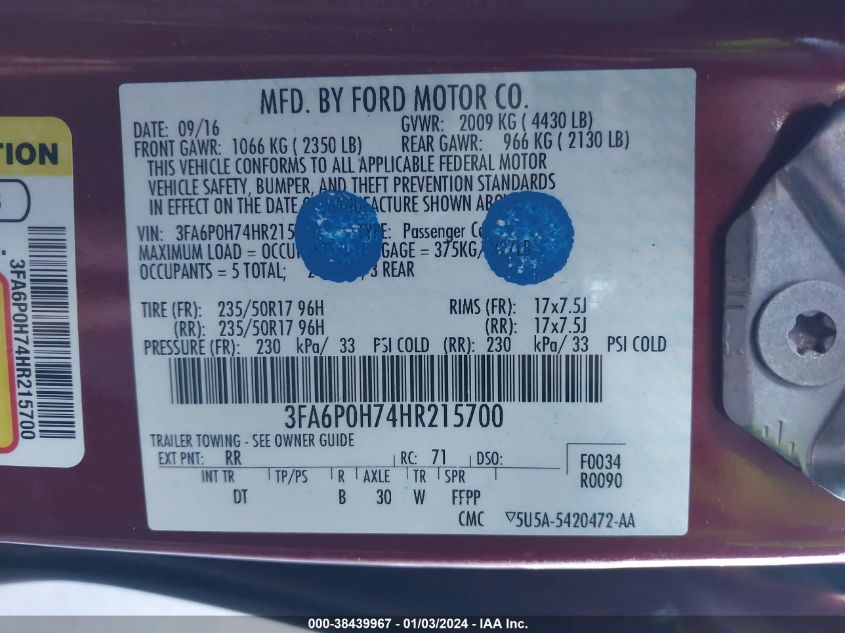 MFD. BY FORD MOTOR CO.
DATE: 09/16 GVWR: 2009 KG ( 4430 LB)
FRONT GAWR: 1066 KG ( 2350 LB) REAR GAWR: 966 KG ( 2130 LB)
THIS VEHICLE CONFORMS TO ALL APPLICABLE FEDERAL MOTOR
VEHICLE SAFETY, BUMPER, AND THEFT PREVENTION STANDARDS
IN EFFECT ON THE DATE SHOWN
VIN: 3FA6P0H74HR215 Passenger
MAXIMUM LOAD = = 375KG/
OCCUPANTS = 5 TOTAL; 3 REAR
TIRE (FR): 235/50R17 96H RIMS (FR): 17x7.5J
(RR): 235/50R17 96H (RR): 17x7.5J
PRESSURE (FR): 230 kPa/ 33 PSI COLD (RR): 230 kPa/ 33 PSI COLD
3FA6P0H74HR215700
TRAILER TOWING - SEE OWNER GUIDE
EXT PNT: RR RC: 71 DSO: F0034
INT TR TP/PS R AXLE TR SPR R0090
DT B 30 W FFPP
CMC ▽5U5A-5420472-AA
TION
3FA6P0H74HR215700
000-38439967 - 01/03/2024 - IAA Inc.